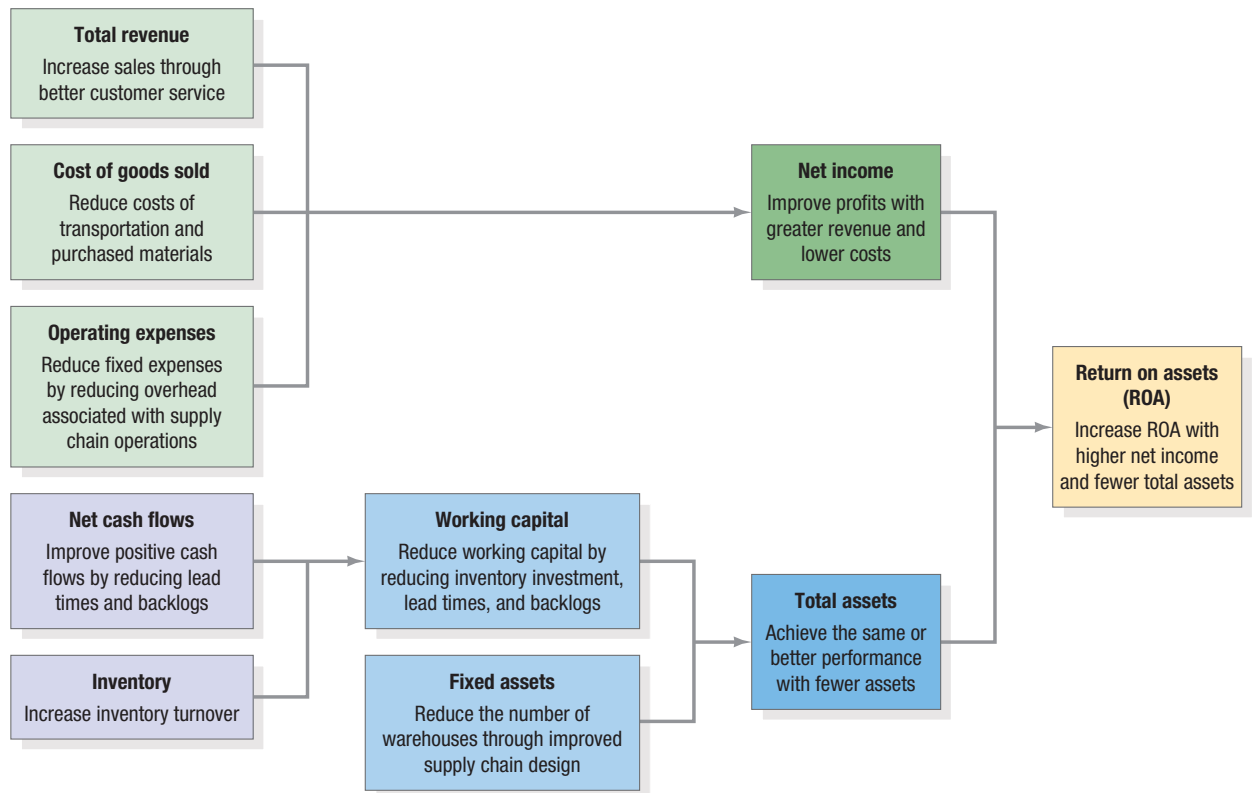 Total revenue
Increase sales through
better customer service
Cost of goods sold
Reduce costs of
transportation and
purchased materials
Operating expenses
Reduce fixed expenses
by reducing overhead
associated with supply
chain operations
Net cash flows
Improve positive cash
flows by reducing lead
times and backlogs
Inventory
Increase inventory turnover
Working capital
Reduce working capital by
reducing inventory investment,
lead times, and backlogs
Fixed assets
Reduce the number of
warehouses through improved
supply chain design
Net income
Improve profits with
greater revenue and
lower costs
Total assets
Achieve the same or
better performance
with fewer assets
Return on assets
(ROA)
Increase ROA with
higher net income
and fewer total assets